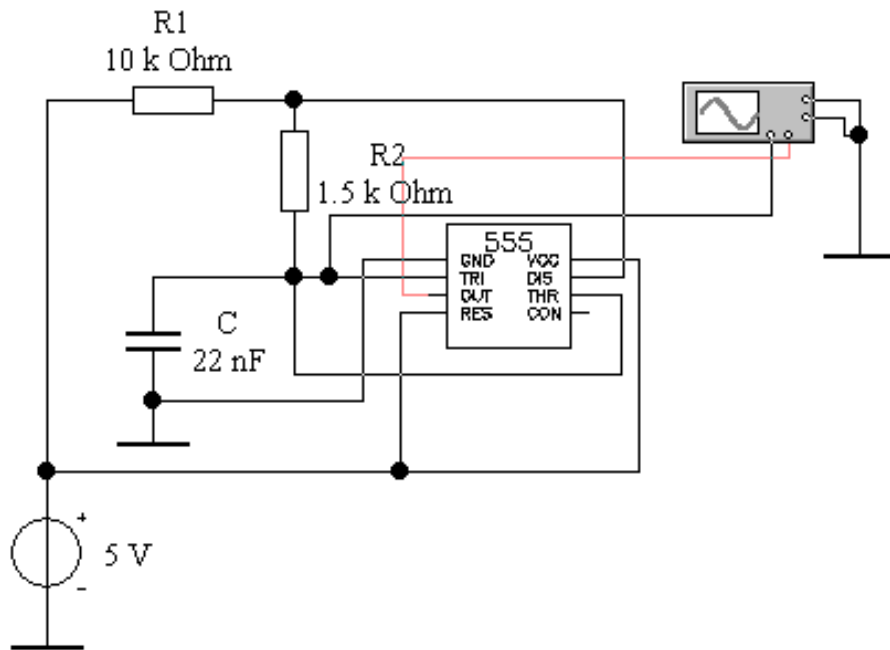 R1
10 k Ohm
R2
1.5 k Ohm
555
GND VCC
TRI DIS
OUT THR
RES CON
C
22 nF
+
5 V
-